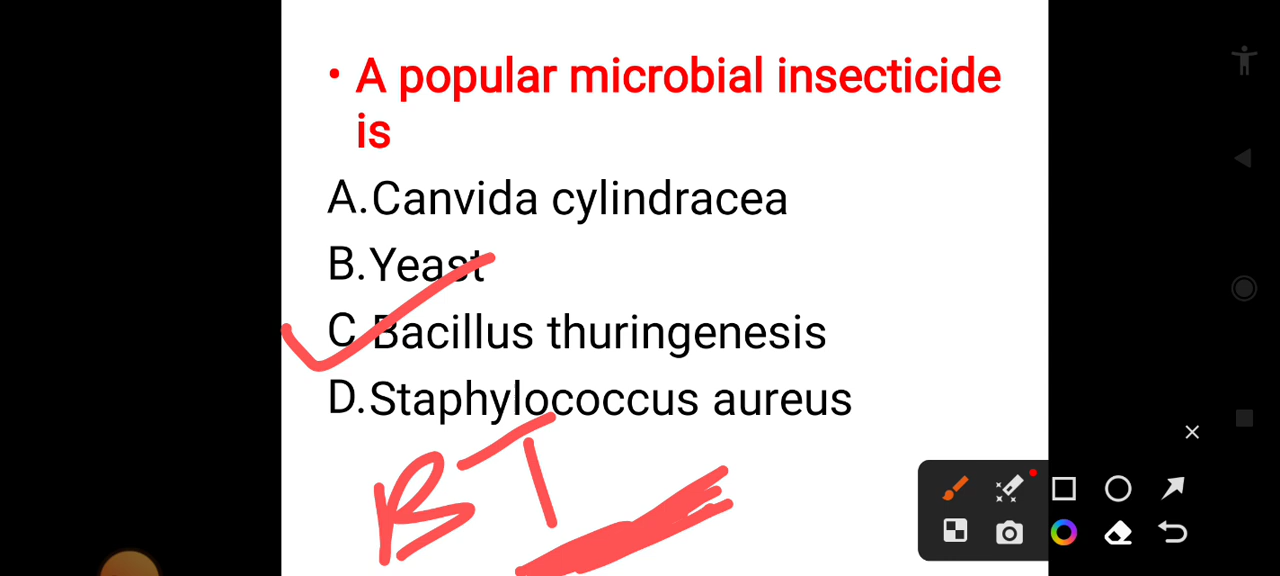 • A popular microbial insecticide
is
A.Canvida cylindracea
B.Yeast
C Bacillus thuringenesis
D.Staphylococcus aureus
BT